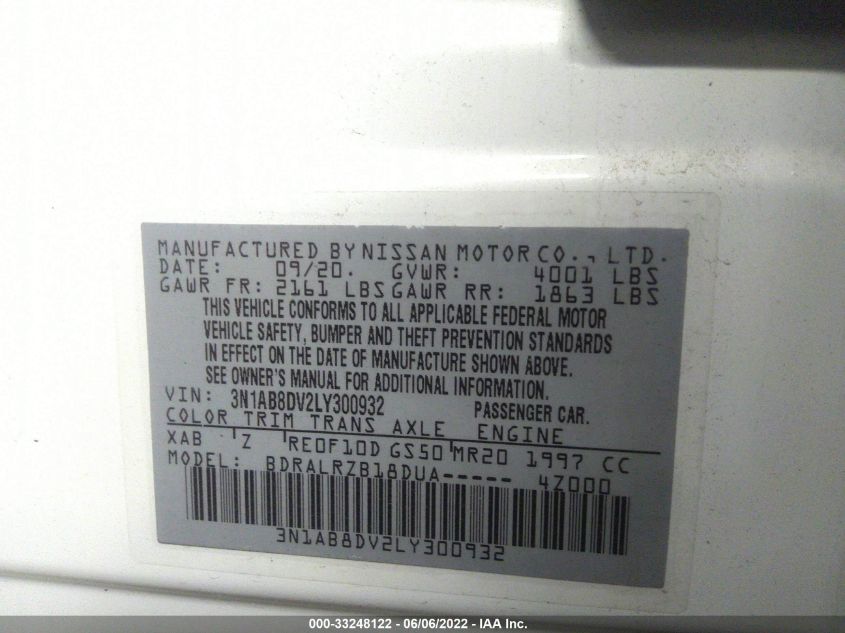 MANUFACTURED BY NISSAN MOTOR CO., LTD.
DATE: 09/20. GVWR: 4001 LBS
GAWR FR: 2161 LBS GAWR RR: 1863 LBS
THIS VEHICLE CONFORMS TO ALL APPLICABLE FEDERAL MOTOR
VEHICLE SAFETY, BUMPER AND THEFT PREVENTION STANDARDS
IN EFFECT ON THE DATE OF MANUFACTURE SHOWN ABOVE.
SEE OWNER'S MANUAL FOR ADDITIONAL INFORMATION.
VIN: 3N1AB8DV2LY300932 PASSENGER CAR.
COLOR TRIM TRANS AXLE ENGINE
XAB Z RE0F10D GS50 MR20 1997 CC
MODEL: BDRALRZB18DUA----- 4Z000
3N1AB8DV2LY300932
000-33248122 - 06/06/2022 - IAA Inc.